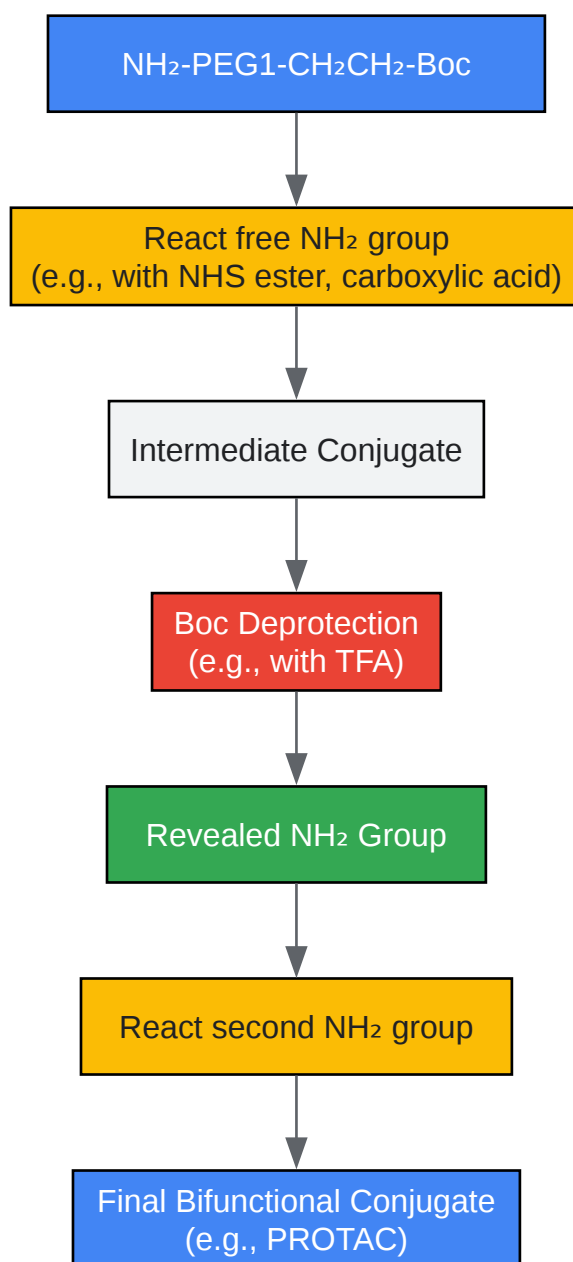 NH₂-PEG1-CH₂CH₂-Boc
React free NH₂ group
(e.g., with NHS ester, carboxylic acid)
Intermediate Conjugate
Boc Deprotection
(e.g., with TFA)
Revealed NH₂ Group
React second NH₂ group
Final Bifunctional Conjugate
(e.g., PROTAC)